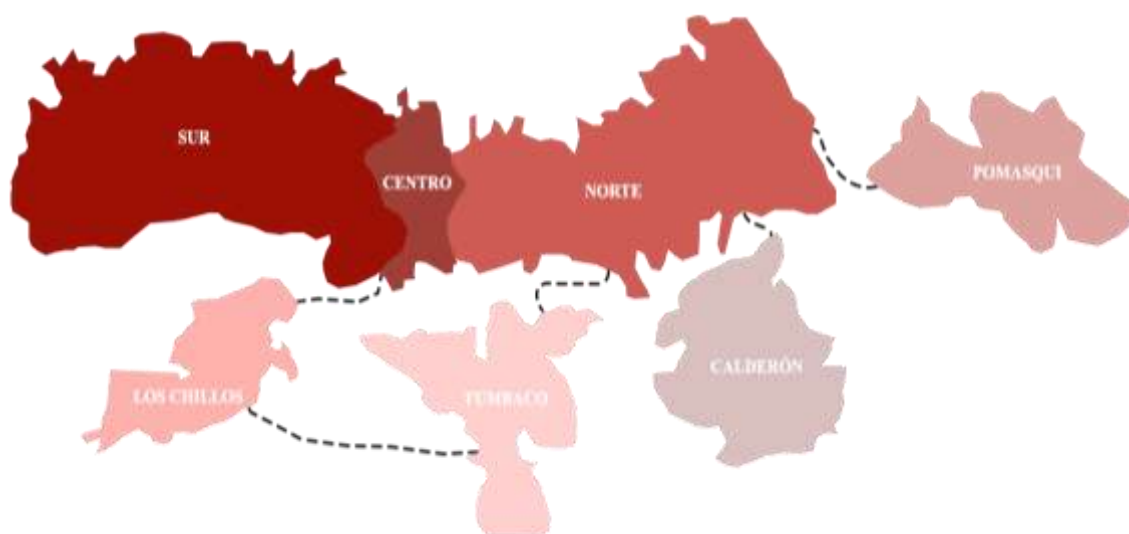 SUR
CENTRO
NORTE
POMASQUI
CALDERÓN
LOS CHILLOS
TUMBACO